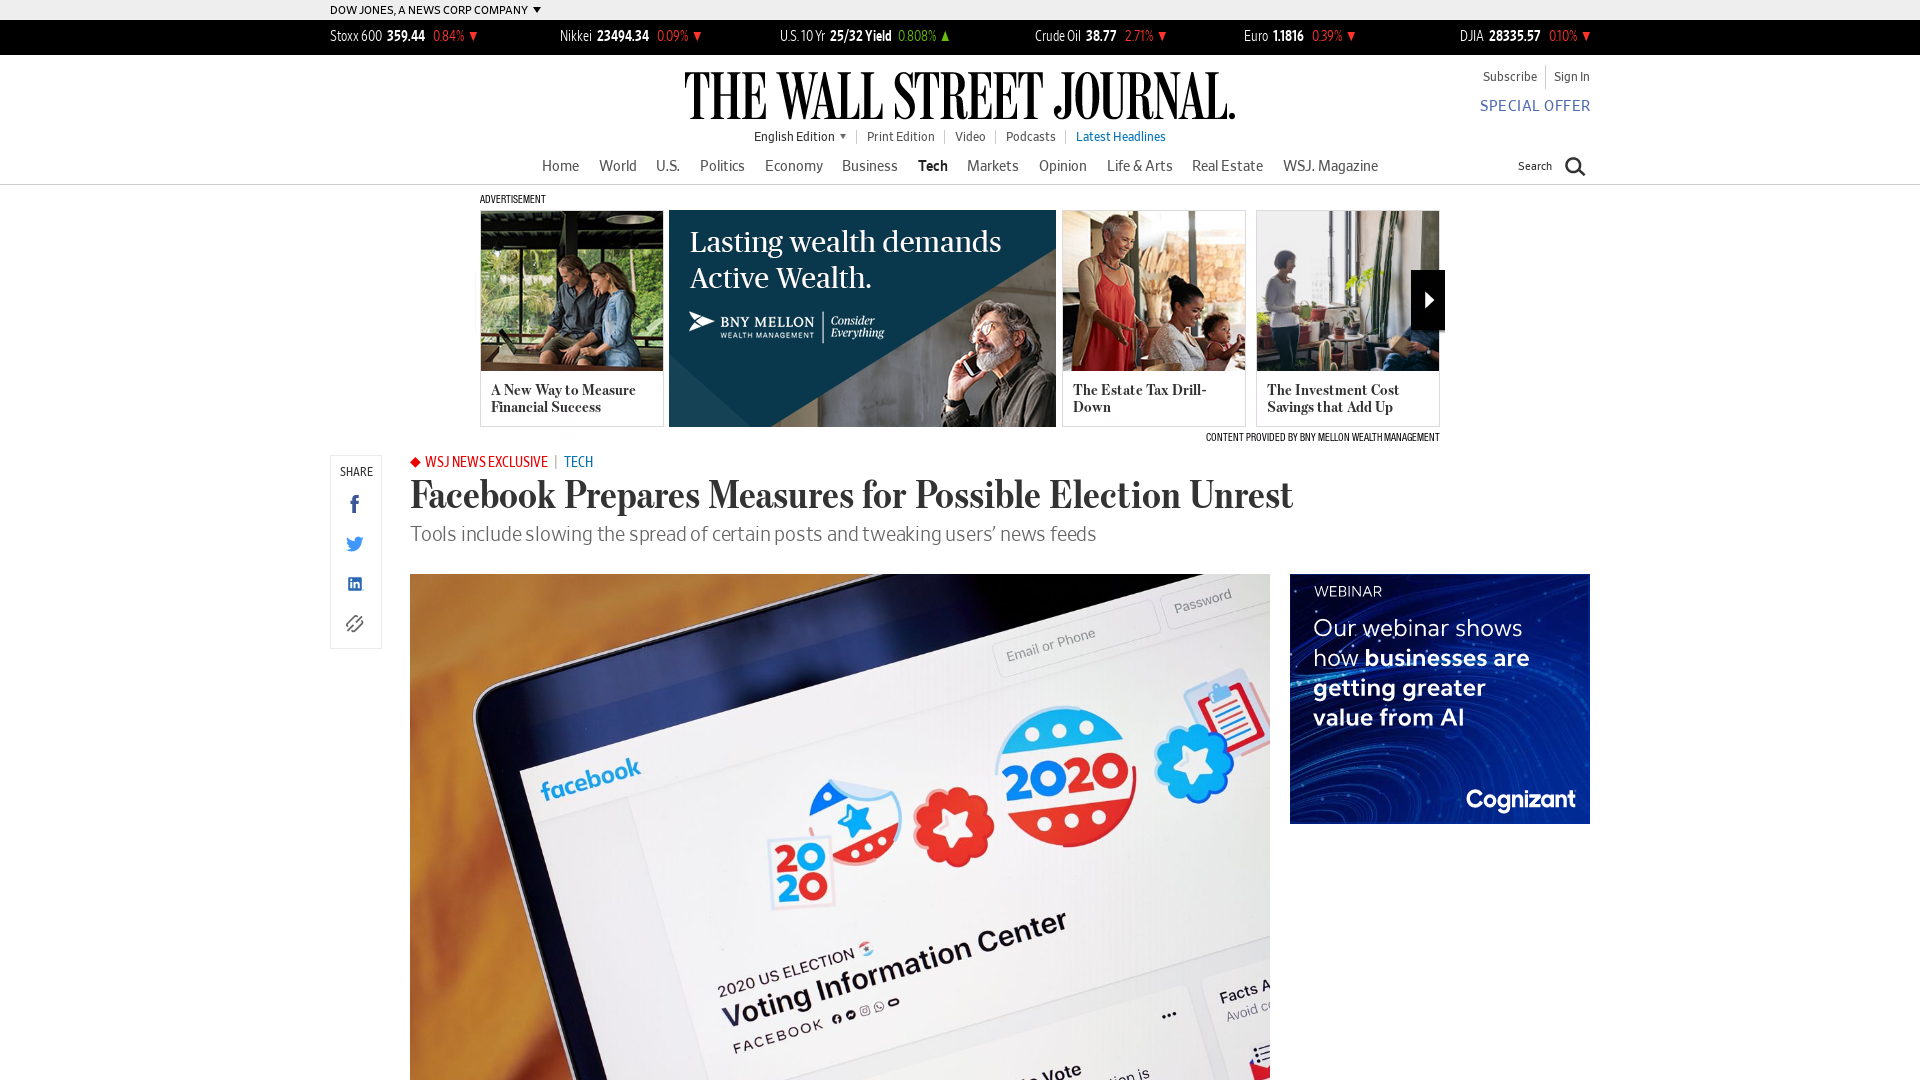 DOW JONES, A NEWS CORP COMPANY
Stoxx 600 359.44 0.84%
Nikkei 23494.34 0.09%
U.S. 10 Yr 25/32 Yield 0.808%
Crude Oil 38.77 2.71%
Euro 1.1816 0.39%
DJIA 28335.57 0.10%
THE WALL STREET JOURNAL.
Subscribe
Sign In
SPECIAL OFFER
English Edition
Print Edition
Video
Podcasts
Latest Headlines
Home
World
U.S.
Politics
Economy
Business
Tech
Markets
Opinion
Life & Arts
Real Estate
WSJ. Magazine
Search
ADVERTISEMENT
A New Way to Measure
Financial Success
Lasting wealth demands
Active Wealth.
BNY MELLON
WEALTH MANAGEMENT
Consider
Everything
The Estate Tax Drill-
Down
The Investment Cost
Savings that Add Up
CONTENT PROVIDED BY BNY MELLON WEALTH MANAGEMENT
SHARE
WSJ NEWS EXCLUSIVE | TECH
Facebook Prepares Measures for Possible Election Unrest
Tools include slowing the spread of certain posts and tweaking users’ news feeds
Email or Phone
Password
facebook
20
20
2020
2020 US ELECTION
Voting Information Center
FACEBOOK
Facts A
Avoid
Vote
is
WEBINAR
Our webinar shows
how businesses are
getting greater
value from AI
Cognizant